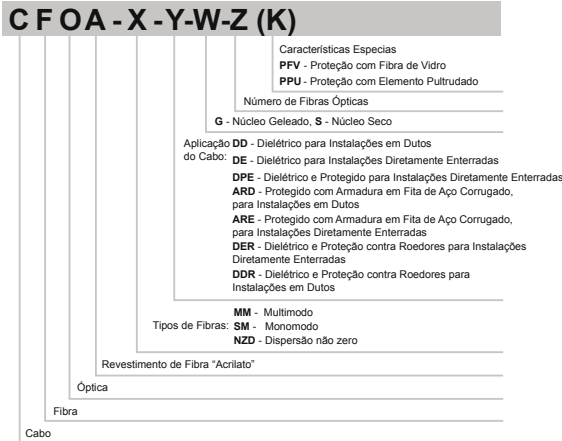 CFOA-X-Y-W-Z (K)
Características Especias
PFV - Proteção com Fibra de Vidro
PPU - Proteção com Elemento Pultrudado
Número de Fibras Ópticas
G - Núcleo Geleado, S - Núcleo Seco
Aplicação do Cabo:
DD - Dielétrico para Instalações em Dutos
DE - Dielétrico para Instalações Diretamente Enterradas
DPE - Dielétrico e Protegido para Instalações Diretamente Enterradas
ARD - Protegido com Armadura em Fita de Aço Corrugado,
para Instalações em Dutos
ARE - Protegido com Armadura em Fita de Aço Corrugado,
para Instalações Diretamente Enterradas
DER - Dielétrico e Proteção contra Roedores para Instalações
Diretamente Enterradas
DDR - Dielétrico e Proteção contra Roedores para
Instalações em Dutos
Tipos de Fibras:
MM - Multimodo
SM - Monomodo
NZD - Dispersão não zero
Revestimento de Fibra “Acrilato”
Óptica
Fibra
Cabo